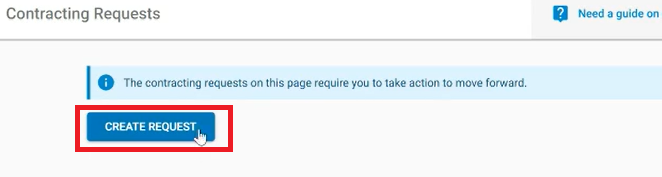 Contracting Requests
Need a guide on
The contracting requests on this page require you to take action to move forward.
CREATE REQUEST